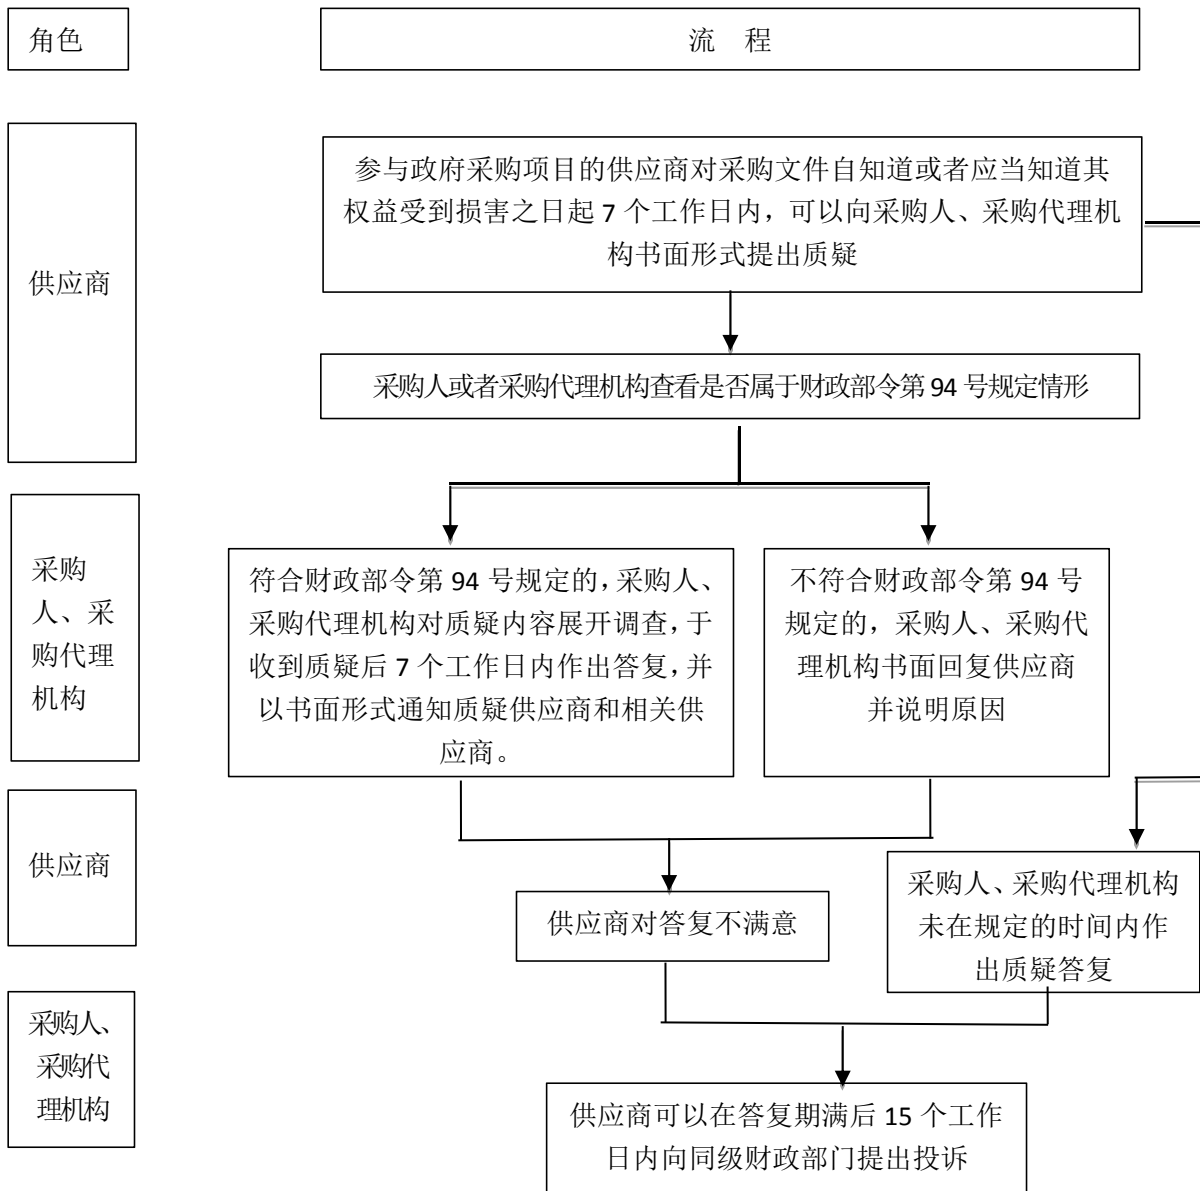 角色
流 程
供应商
参与政府采购项目的供应商对采购文件自知道或者应当知道其
权益受到损害之日起 7 个工作日内，可以向采购人、采购代理机
构书面形式提出质疑
采购人或者采购代理机构查看是否属于财政部令第 94 号规定情形
采购
人、采
购代理
机构
符合财政部令第 94 号规定的，采购人、
采购代理机构对质疑内容展开调查，于
收到质疑后 7 个工作日内作出答复，并
以书面形式通知质疑供应商和相关供
应商。
不符合财政部令第 94 号
规定的，采购人、采购代
理机构书面回复供应商
并说明原因
供应商
供应商对答复不满意
采购人、采购代理机构
未在规定的时间内作
出质疑答复
采购人、
采购代
理机构
供应商可以在答复期满后 15 个工作
日内向同级财政部门提出投诉